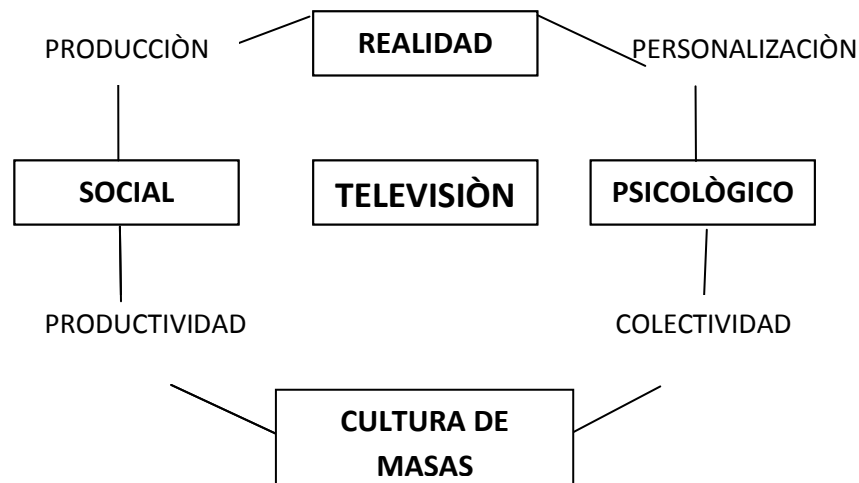 REALIDAD
PRODUCCIÒN
PERSONALIZACIÒN
SOCIAL
TELEVISIÒN
PSICOLÒGICO
PRODUCTIVIDAD
COLECTIVIDAD
CULTURA DE
MASAS